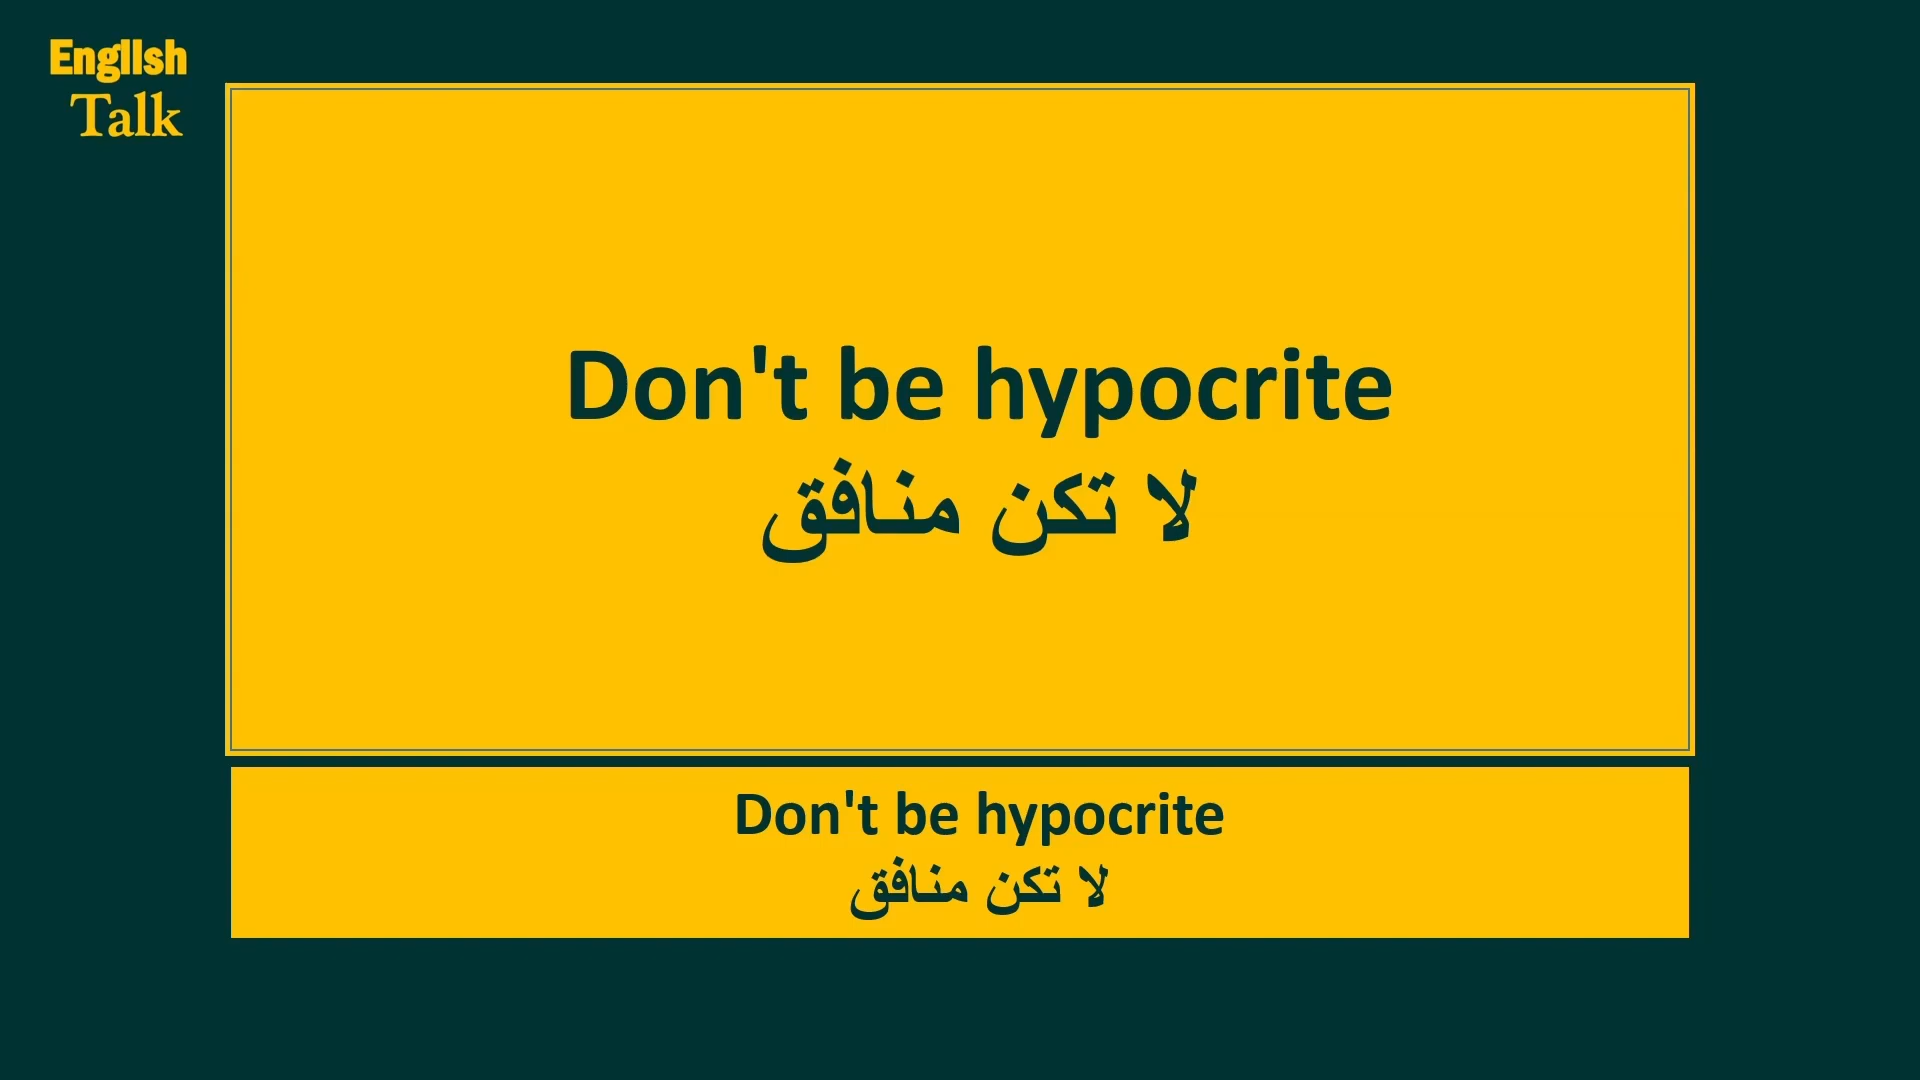 English
Talk
Don't be hypocrite
لا تكن منافق
Don't be hypocrite
لا تكن منافق